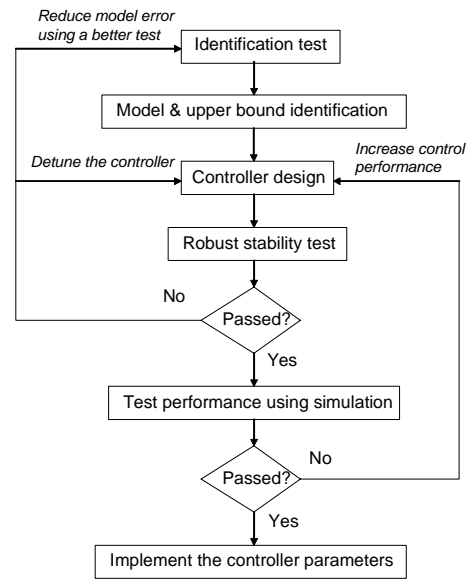 Reduce model error
using a better test
Identification test
Model & upper bound identification
Detune the controller
Increase control
performance
Controller design
Robust stability test
No
Passed?
Yes
Test performance using simulation
Passed?
No
Yes
Implement the controller parameters